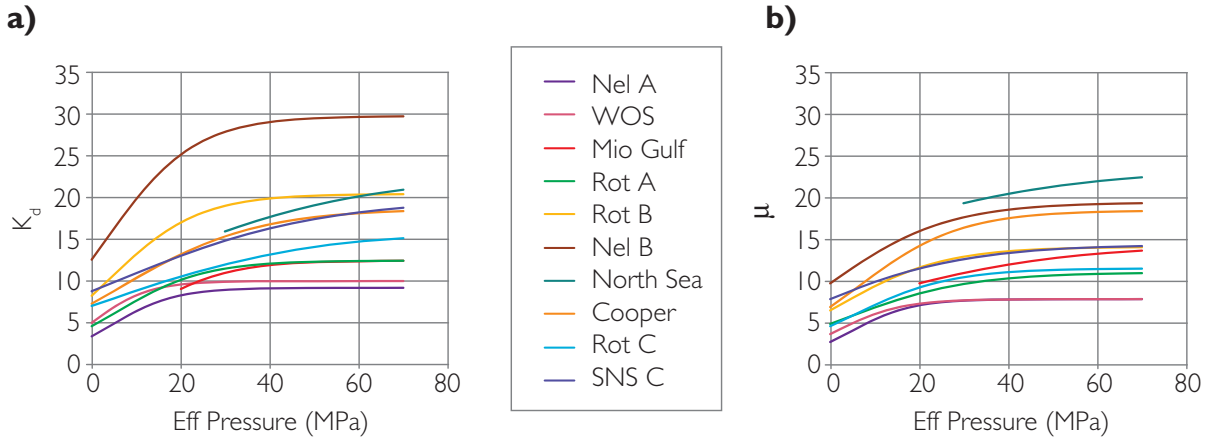 a)
35
30
25
20
15
10
5
0
K_d
0 20 40 60 80
Eff Pressure (MPa)
Nel A
WOS
Mio Gulf
Rot A
Rot B
Nel B
North Sea
Cooper
Rot C
SNS C
b)
35
30
25
20
15
10
5
0
μ
0 20 40 60 80
Eff Pressure (MPa)